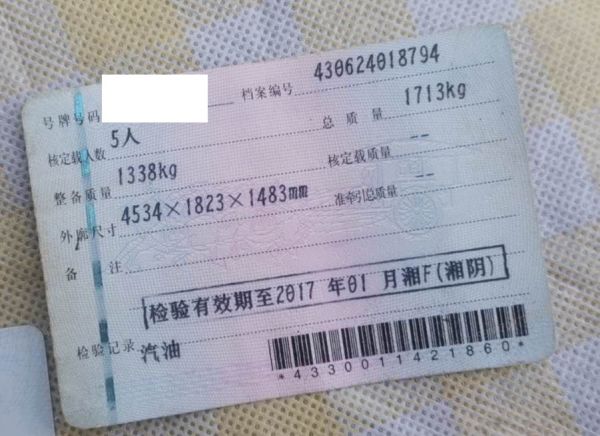 号牌号码 档案编号 430624018794
核定载人数 5人 总质量 1713kg
整备质量 1338kg 核定载质量 --
外廓尺寸 4534×1823×1483mm 准牵引总质量 --
备注
检验有效期至2017年01月湘F(湘阴)
检验记录 汽油
*4330011421860*